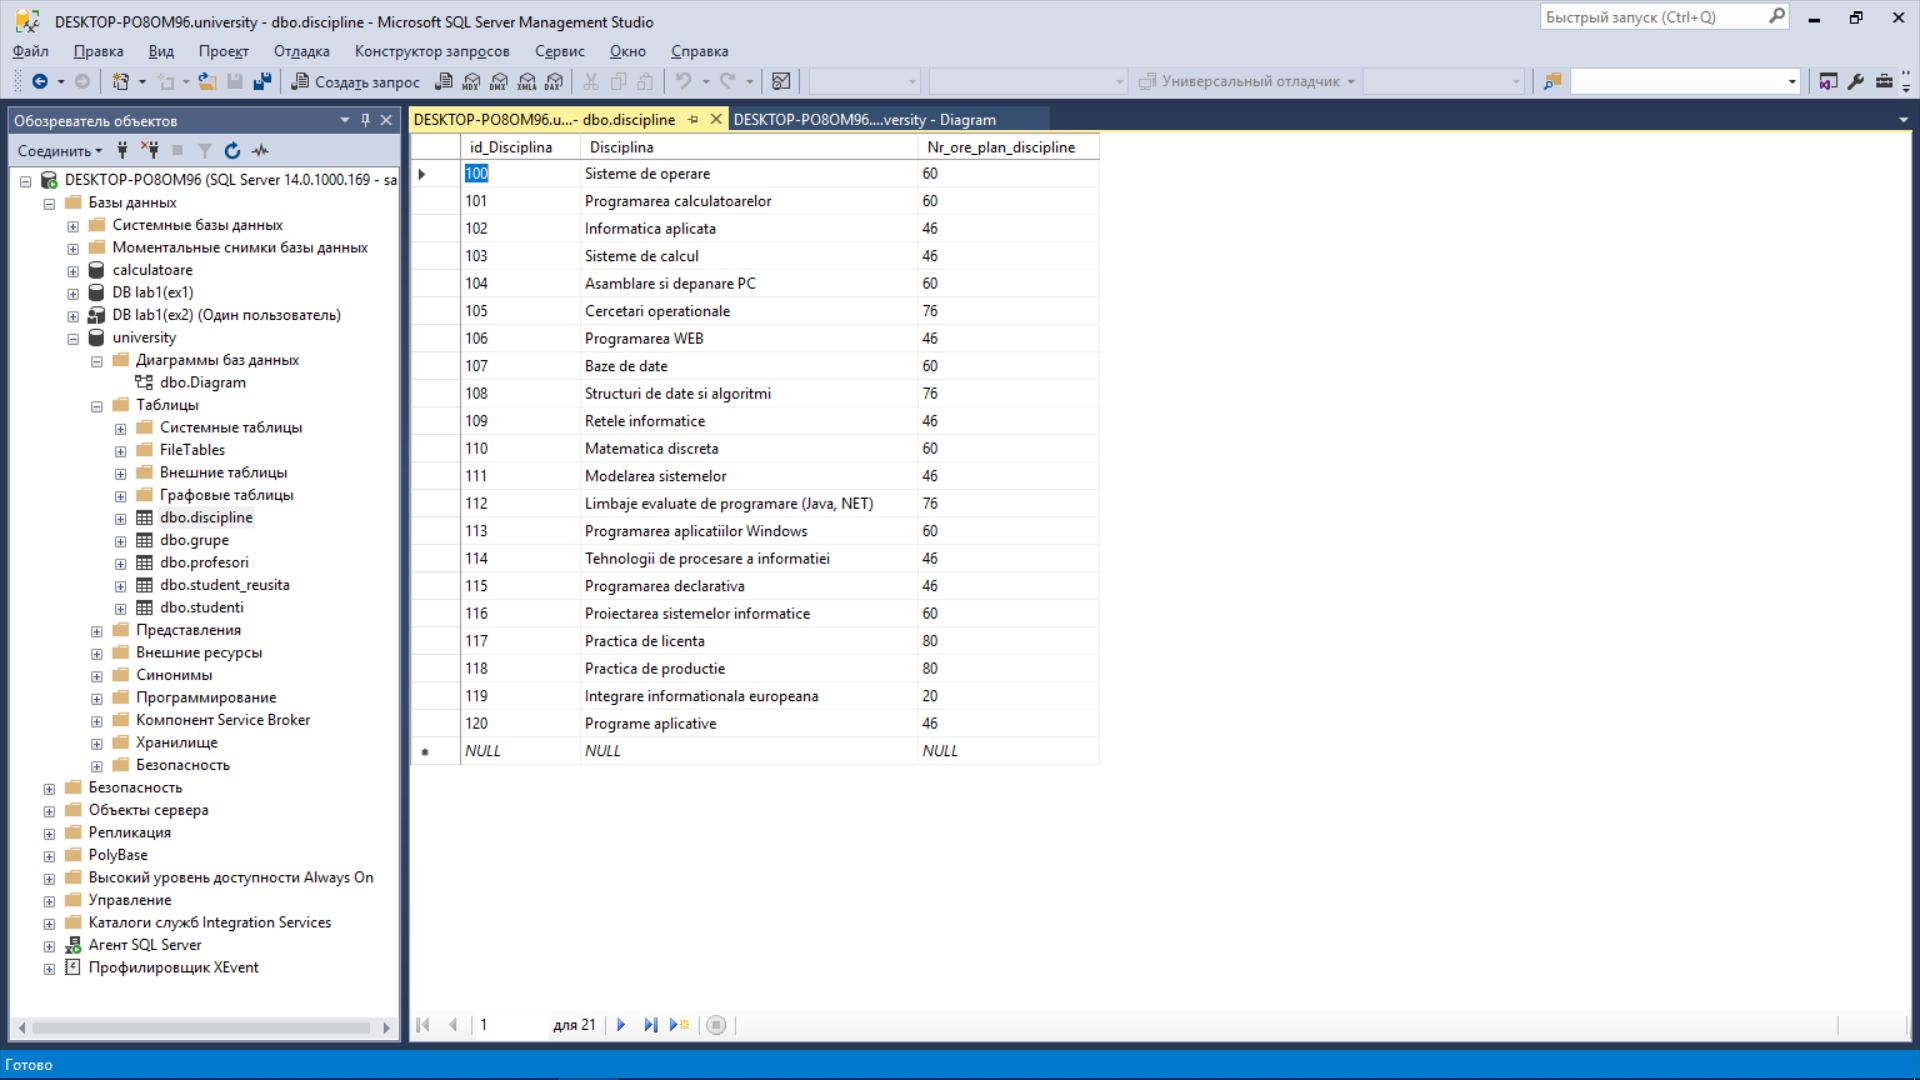 DESKTOP-PO8OM96.university - dbo.discipline - Microsoft SQL Server Management Studio
Быстрый запуск (Ctrl+Q)
Файл Правка Вид Проект Отладка Конструктор запросов Сервис Окно Справка
Создать запрос MDX DMX XMLA DAX Универсальный отладчик
Обозреватель объектов
Соединить
DESKTOP-PO8OM96 (SQL Server 14.0.1000.169 - sa
Базы данных
Системные базы данных
Моментальные снимки базы данных
calculatoare
DB lab1(ex1)
DB lab1(ex2) (Один пользователь)
university
Диаграммы баз данных
dbo.Diagram
Таблицы
Системные таблицы
FileTables
Внешние таблицы
Графовые таблицы
dbo.discipline
dbo.grupe
dbo.profesori
dbo.student_reusita
dbo.studenti
Представления
Внешние ресурсы
Синонимы
Программирование
Компонент Service Broker
Хранилище
Безопасность
Безопасность
Объекты сервера
Репликация
PolyBase
Высокий уровень доступности Always On
Управление
Каталоги служб Integration Services
Агент SQL Server
Профилировщик XEvent
DESKTOP-PO8OM96.u...- dbo.discipline DESKTOP-PO8OM96....versity - Diagram
id_Disciplina Disciplina Nr_ore_plan_discipline
100 Sisteme de operare 60
101 Programarea calculatoarelor 60
102 Informatica aplicata 46
103 Sisteme de calcul 46
104 Asamblare si depanare PC 60
105 Cercetari operationale 76
106 Programarea WEB 46
107 Baze de date 60
108 Structuri de date si algoritmi 76
109 Retele informatice 46
110 Matematica discreta 60
111 Modelarea sistemelor 46
112 Limbaje evaluate de programare (Java, NET) 76
113 Programarea aplicatiilor Windows 60
114 Tehnologii de procesare a informatiei 46
115 Programarea declarativa 46
116 Proiectarea sistemelor informatice 60
117 Practica de licenta 80
118 Practica de productie 80
119 Integrare informationala europeana 20
120 Programe aplicative 46
NULL NULL NULL
1 для 21
Готово